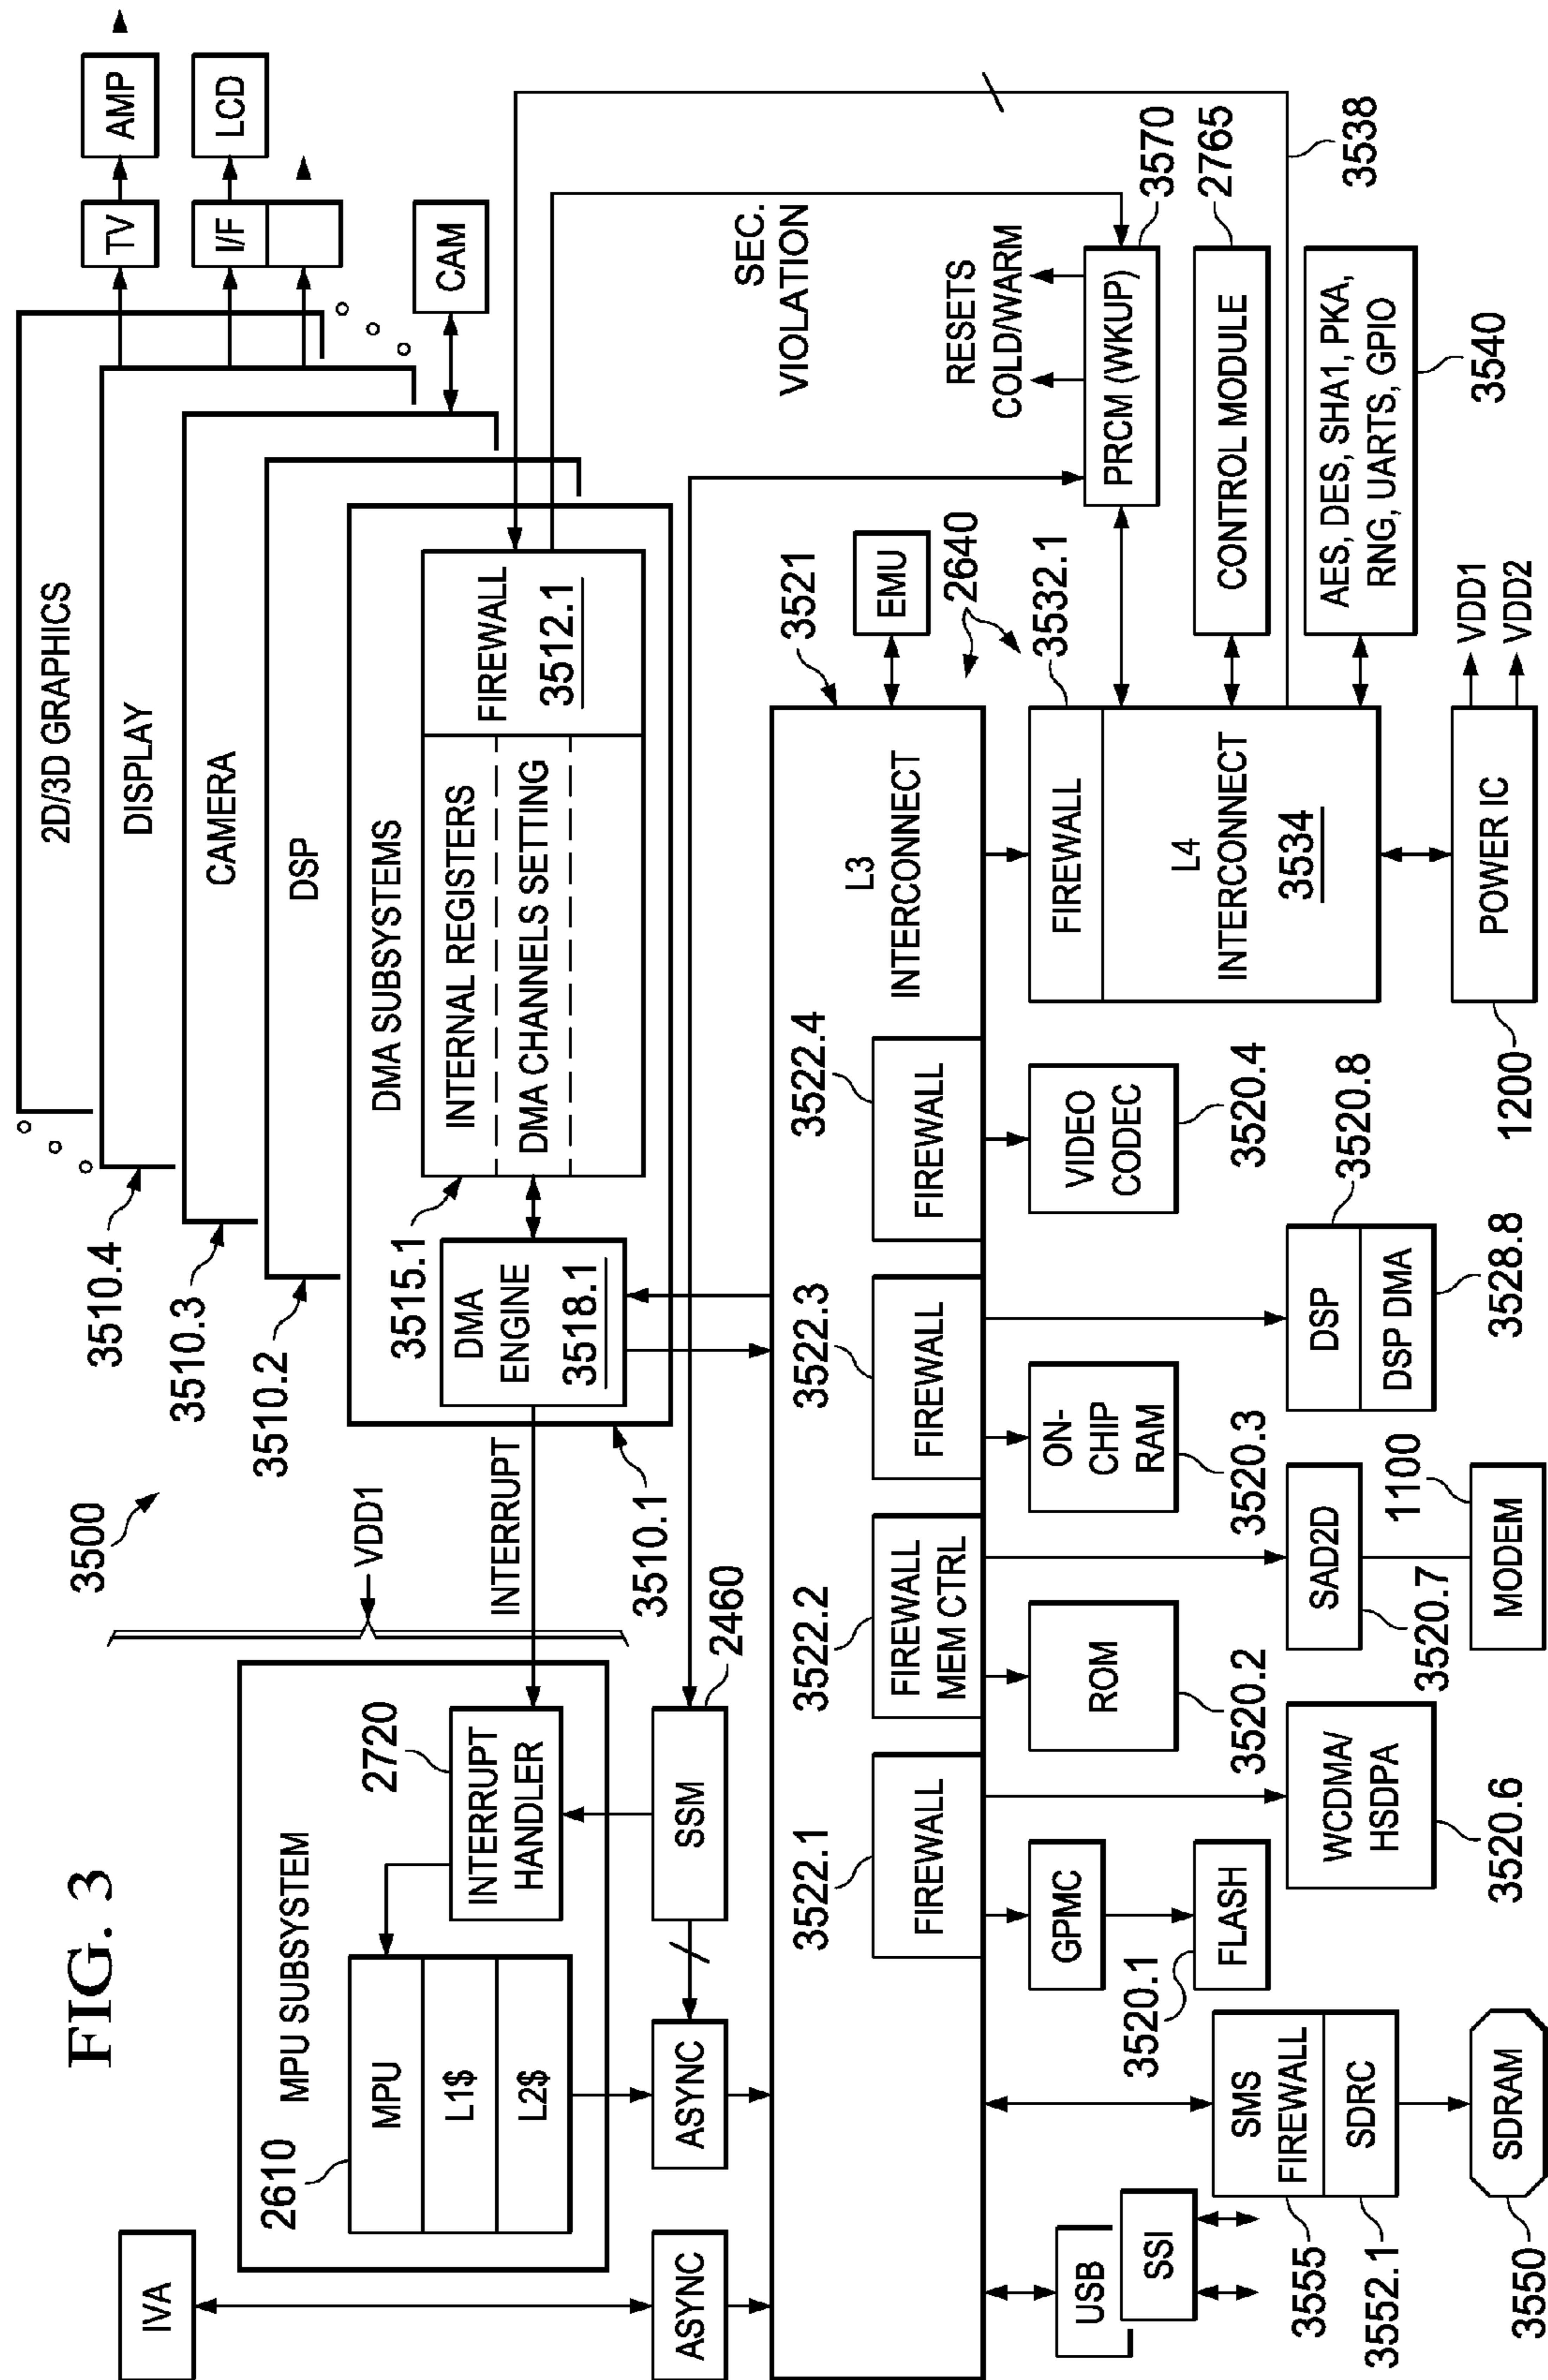 FIG. 3
3500
IVA
MPU SUBSYSTEM
2610
MPU
L1$
L2$
2720
INTERRUPT
HANDLER
VDD1
INTERRUPT
ASYNC
ASYNC
SSM
2460
2D/3D GRAPHICS
DISPLAY
CAMERA
DSP
3510.4
3510.3
3510.2
3510.1
DMA SUBSYSTEMS
3515.1
DMA
ENGINE
3518.1
INTERNAL REGISTERS
DMA CHANNELS SETTING
FIREWALL
3512.1
TV
AMP
I/F
LCD
CAM
SEC.
VIOLATION
RESETS
COLD/WARM
L3
INTERCONNECT
3521
EMU
2640
3522.1
FIREWALL
3522.2
FIREWALL
MEM CTRL
3522.3
FIREWALL
3522.4
FIREWALL
3532.1
FIREWALL
L4
INTERCONNECT
3534
PRCM (WKUP)
3570
CONTROL MODULE
2765
AES, DES, SHA1, PKA,
RNG, UARTS, GPIO
3540
3538
USB
SSI
SMS
FIREWALL
SDRC
3555
3552.1
SDRAM
3550
GPMC
FLASH
3520.1
WCDMA/
HSDPA
3520.6
ROM
3520.2
SAD2D
3520.7
MODEM
1100
ON-
CHIP
RAM
3520.3
DSP
DSP DMA
3520.8
3528.8
VIDEO
CODEC
3520.4
POWER IC
1200
VDD1
VDD2